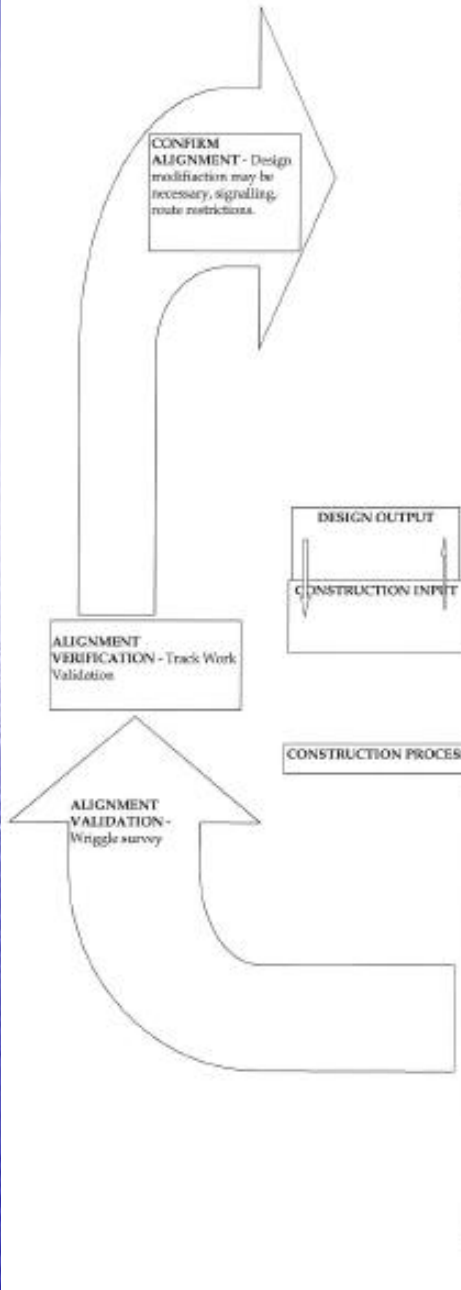 CONFIRM
ALIGNMENT - Design
modifiaction may be
necessary, signalling,
route restrictions.
DESIGN OUTPUT
CONSTRUCTION INPUT
ALIGNMENT
VERIFICATION - Track Work
Validation
CONSTRUCTION PROCES
ALIGNMENT
VALIDATION -
Wriggle survey